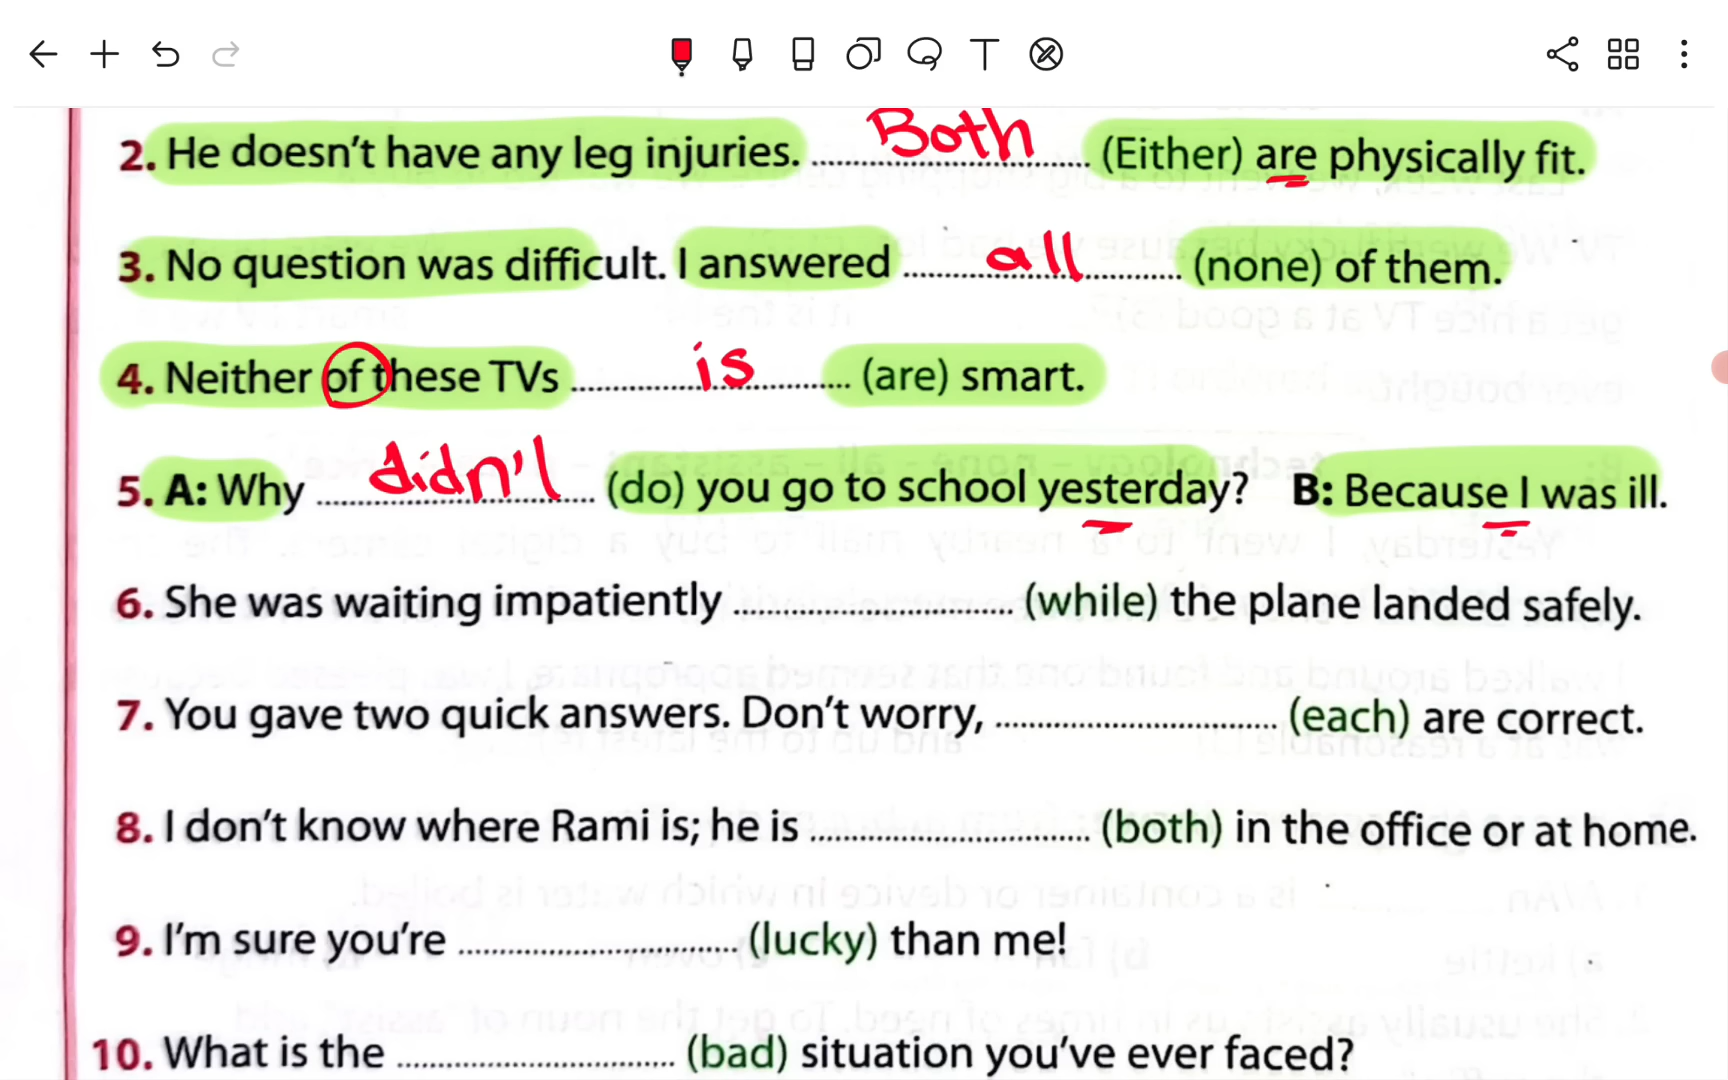 2. He doesn't have any leg injuries. Both (Either) are physically fit.
3. No question was difficult. I answered all (none) of them.
4. Neither of these TVs is (are) smart.
5. A: Why didn't (do) you go to school yesterday? B: Because I was ill.
6. She was waiting impatiently .............................. (while) the plane landed safely.
7. You gave two quick answers. Don't worry, .............................. (each) are correct.
8. I don't know where Rami is; he is .............................. (both) in the office or at home.
9. I'm sure you're .............................. (lucky) than me!
10. What is the .............................. (bad) situation you've ever faced?